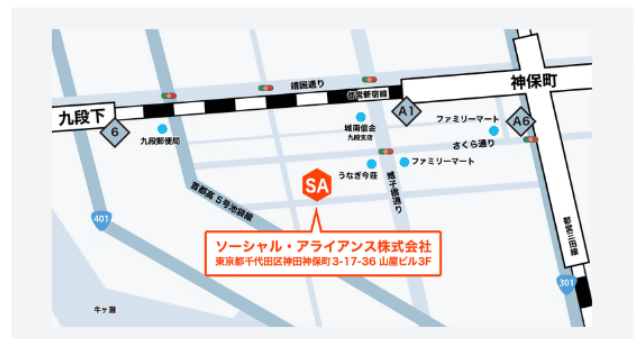 靖国通り
神保町
都営新宿線
九段下
6
A1
A6
九段郵便局
城南信金
九段支店
ファミリーマート
さくら通り
うなぎ今荘
ファミリーマート
SA
首都高 5号池袋線
専大通り
401
都営三田線
ソーシャル・アライアンス株式会社
東京都千代田区神田神保町3-17-36 山屋ビル3F
301
牛ヶ淵